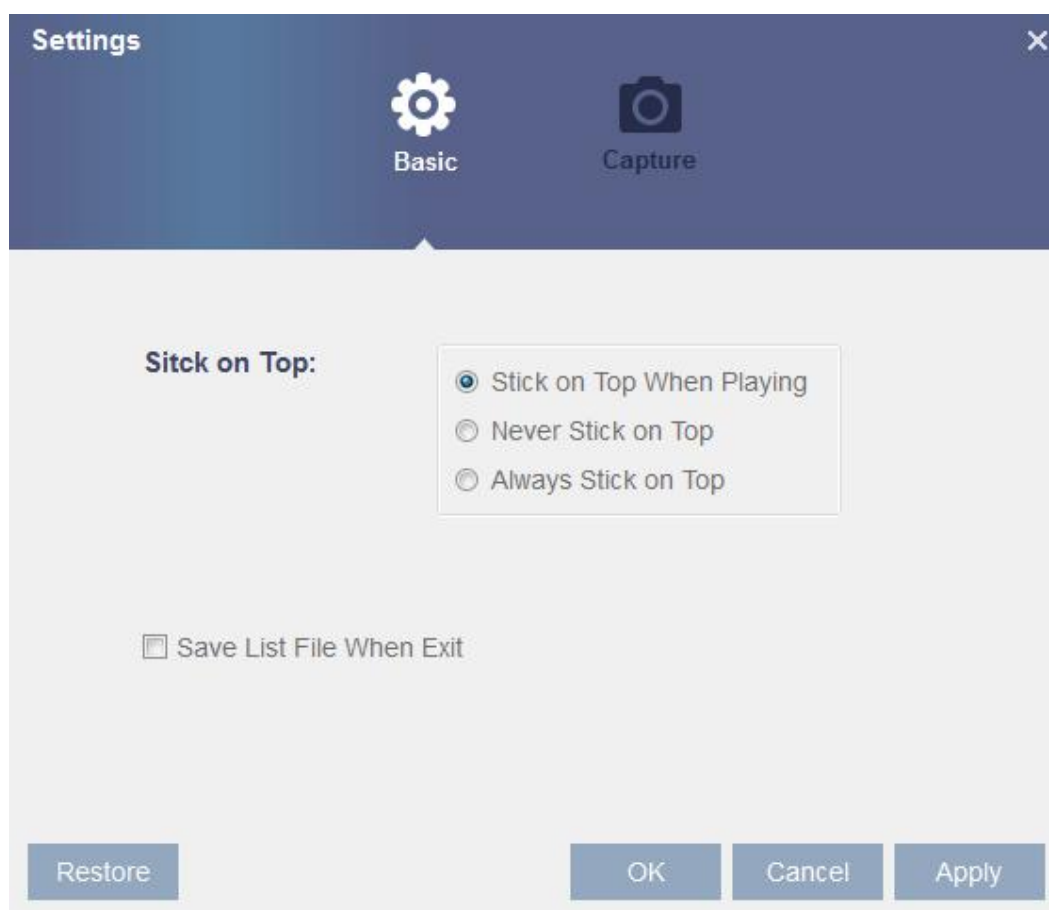 Settings
Basic
Capture
Sitck on Top:
Stick on Top When Playing
Never Stick on Top
Always Stick on Top
Save List File When Exit
Restore
OK
Cancel
Apply